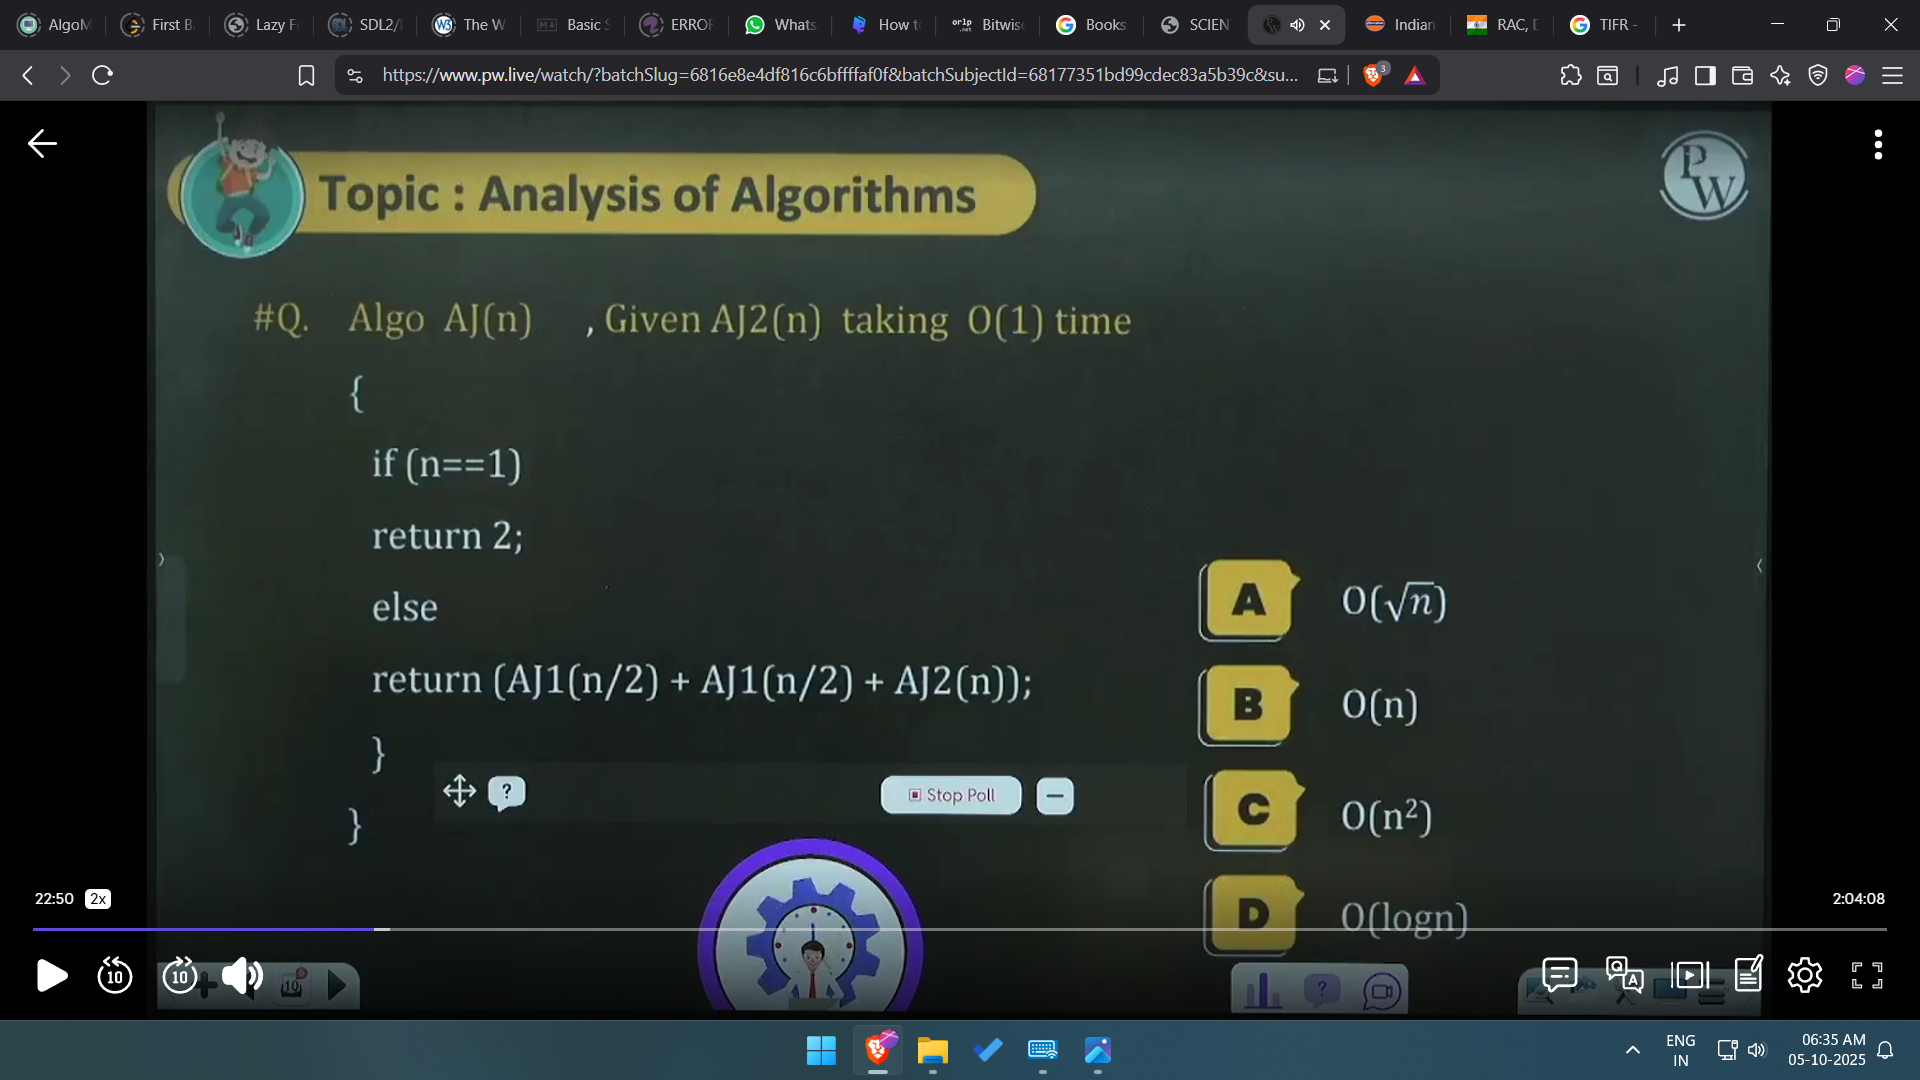 AlgoM
First B
Lazy F
SDL2/
The W
Basic S
ERROR
Whats
How t
Bitwise
Books
SCIEN
Indian
RAC, D
TIFR -
https://www.pw.live/watch/?batchSlug=6816e8e4df816c6bffffaf0f&batchSubjectId=68177351bd99cdec83a5b39c&su...
3
Topic : Analysis of Algorithms
PW
#Q. Algo AJ(n) , Given AJ2(n) taking O(1) time
{
if (n==1)
return 2;
else
return (AJ1(n/2) + AJ1(n/2) + AJ2(n));
}
}
A O(√n)
B O(n)
C O(n²)
D O(logn)
? Stop Poll
22:50 2x
2:04:08
10 10
10
?
ENG
IN
06:35 AM
05-10-2025